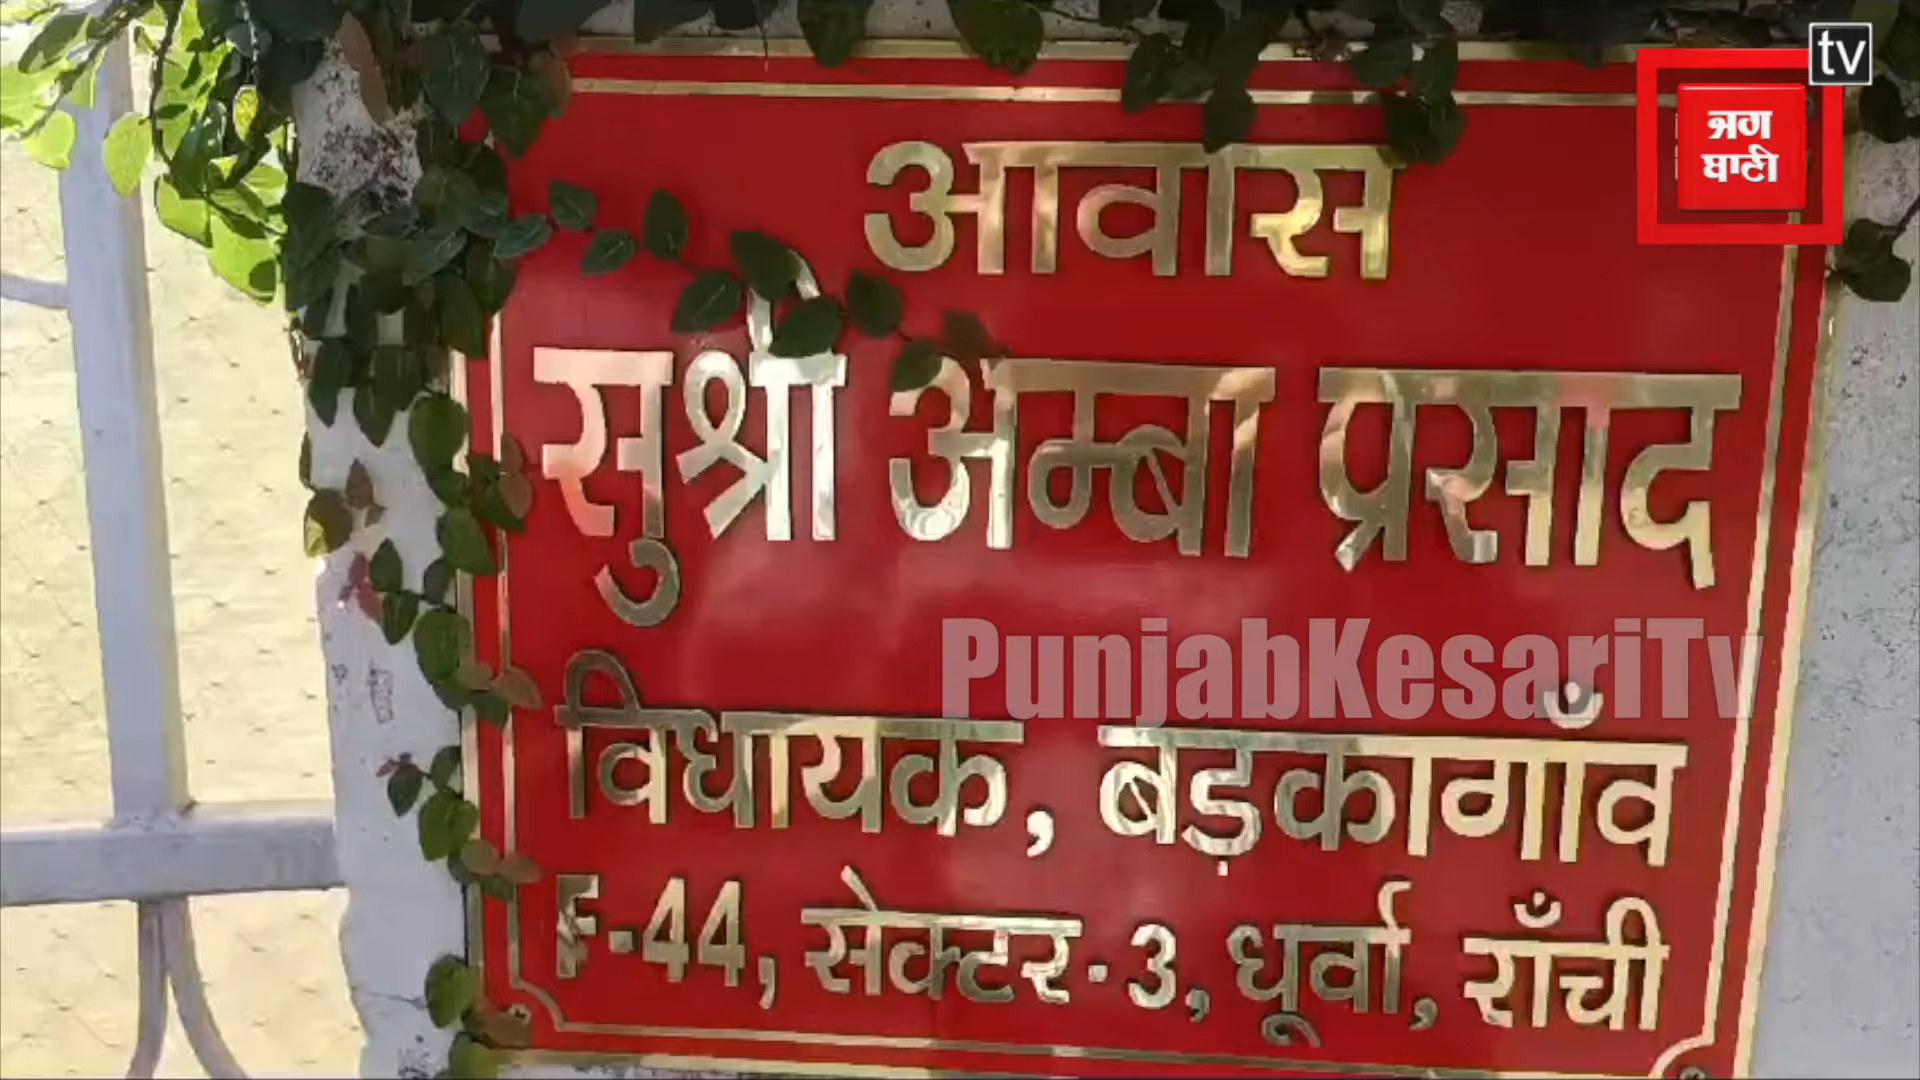 tv
जग
बाणी
आवास
सुश्री अम्बा प्रसाद
PunjabKesariTv
विधायक, बड़कागाँव
F-44, सेक्टर-3, धूर्वा, राँची